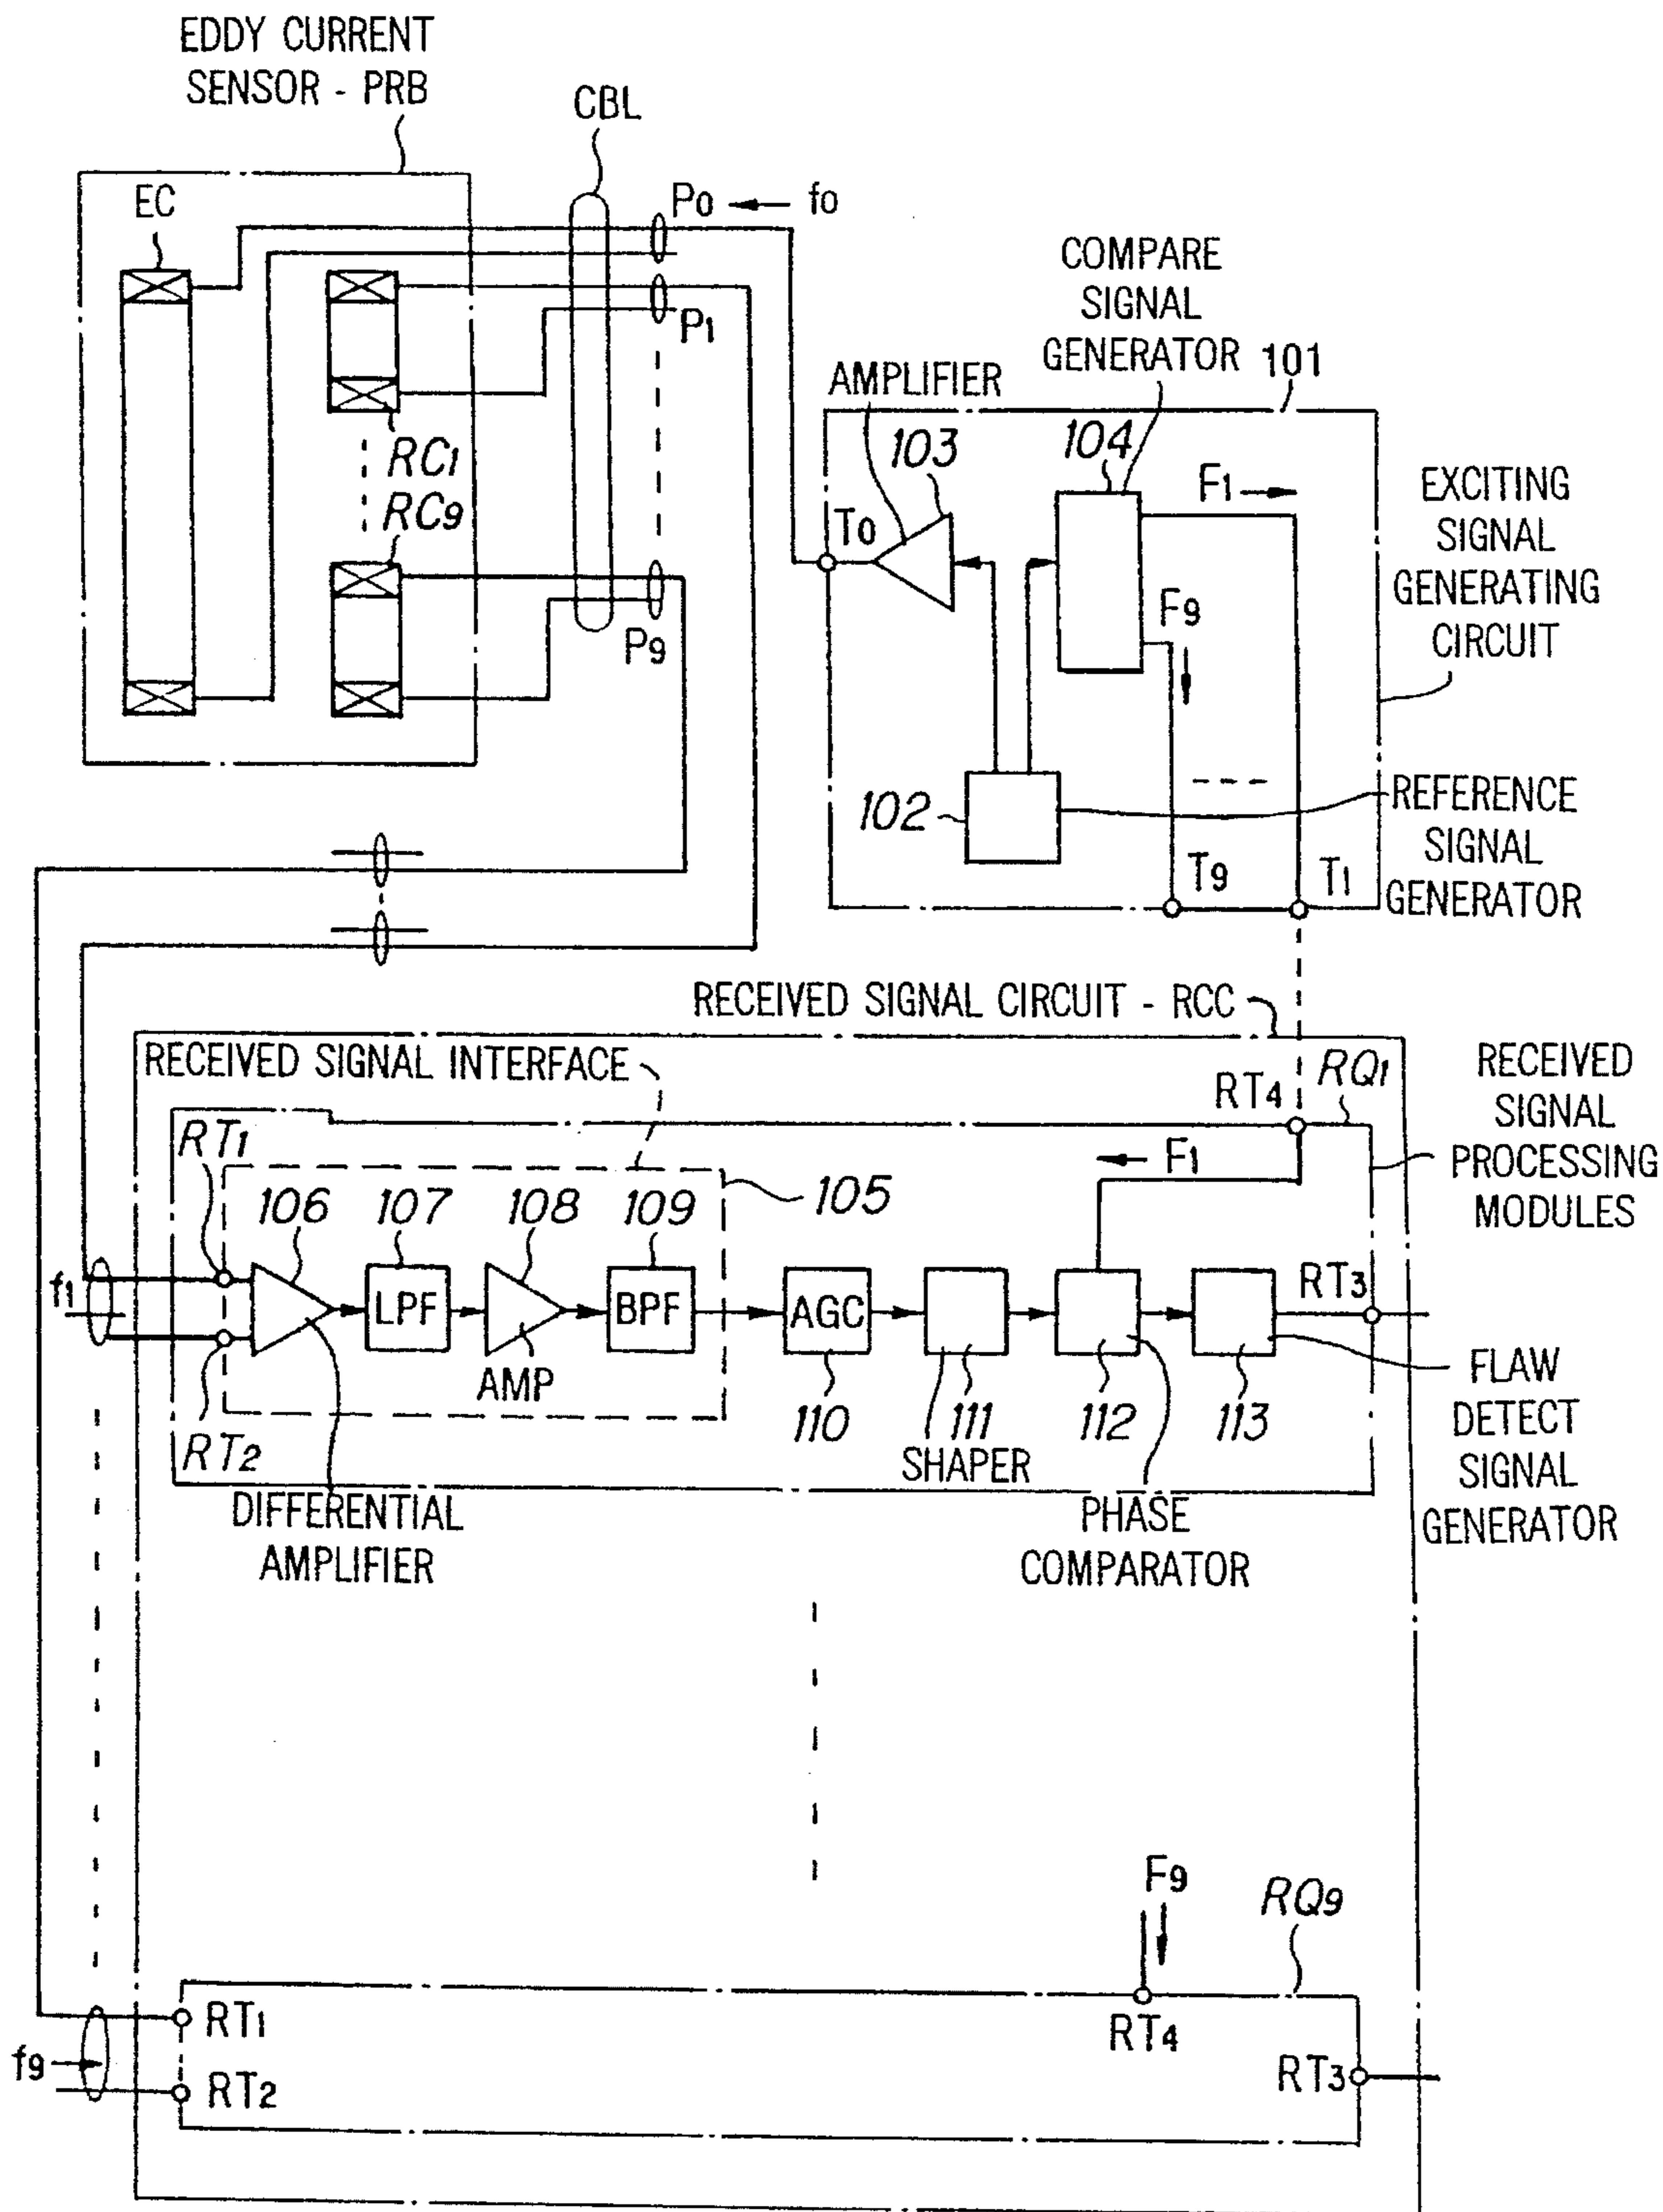 EDDY CURRENT
SENSOR - PRB
CBL
EC
P0
f0
P1
RC1
RC9
P9
COMPARE
SIGNAL
GENERATOR
101
AMPLIFIER
103
104
F1
T0
F9
EXCITING
SIGNAL
GENERATING
CIRCUIT
102
REFERENCE
SIGNAL
GENERATOR
T9
T1
RECEIVED SIGNAL CIRCUIT - RCC
RECEIVED SIGNAL INTERFACE
RT4
RQ1
RECEIVED
SIGNAL
PROCESSING
MODULES
RT1
F1
106
107
108
109
105
f1
LPF
BPF
AGC
RT3
AMP
RT2
110
111
112
113
SHAPER
FLAW
DETECT
SIGNAL
GENERATOR
DIFFERENTIAL
AMPLIFIER
PHASE
COMPARATOR
F9
RQ9
RT1
RT4
f9
RT2
RT3